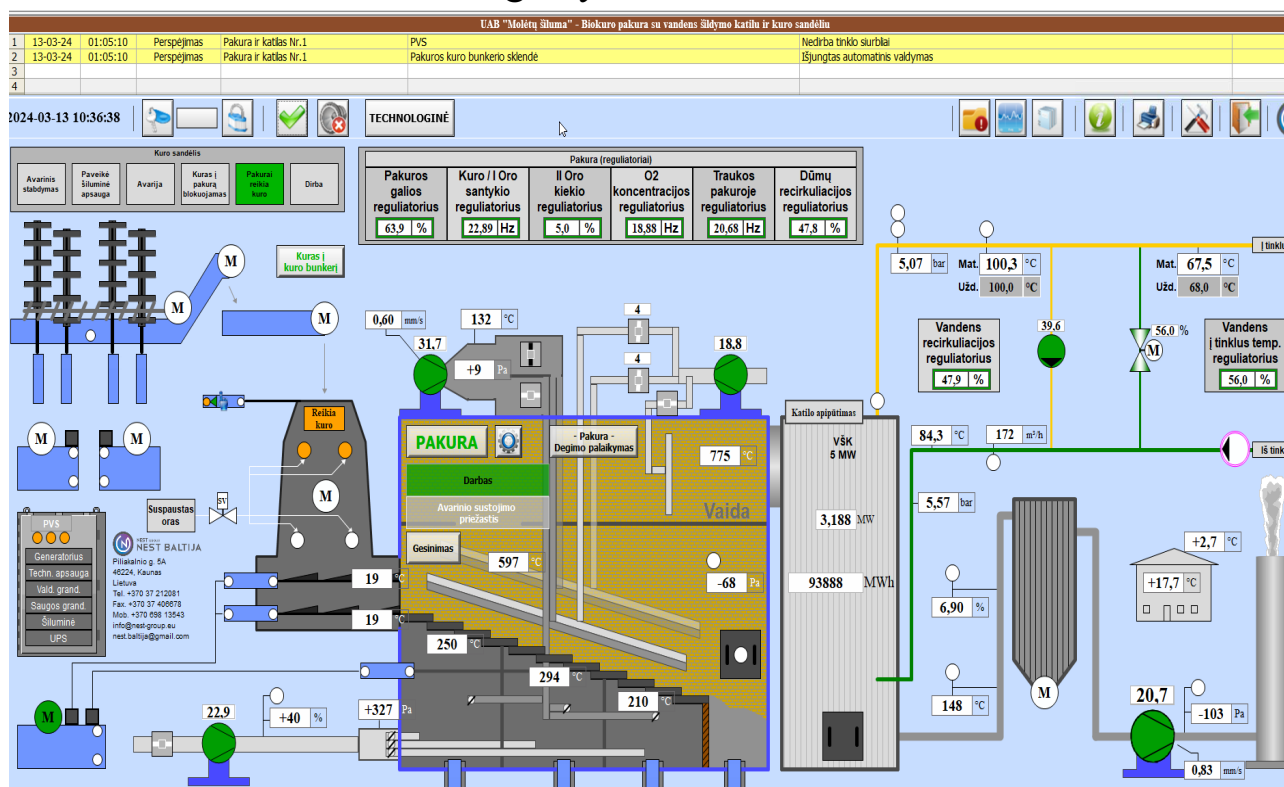 UAB "Molėtų šiluma" - Biokuro pakura su vandens šildymo katilu ir kuro sandėliu
1 13-03-24 01:05:10 Perspėjimas Pakura ir katilas Nr.1 PVS Nedirba tinklo siurbliai
2 13-03-24 01:05:10 Perspėjimas Pakura ir katilas Nr.1 Pakuros kuro bunkerio sklendė Išjungtas automatinis valdymas
3
4
2024-03-13 10:36:38
TECHNOLOGINĖ
Kuro sandėlis
Avarinis
stabdymas
Paveikė
šiluminė
apsauga
Avarija
Kuras į
pakurą
blokuojamas
Pakurai
reikia
kuro
Dirba
Pakura (reguliatoriai)
Pakuros
galios
reguliatorius
63,9 %
Kuro / I Oro
santykio
reguliatorius
22,89 Hz
II Oro
kiekio
reguliatorius
5,0 %
O2
koncentracijos
reguliatorius
18,88 Hz
Traukos
pakuroje
reguliatorius
20,68 Hz
Dūmų
recirkuliacijos
reguliatorius
47,8 %
M
M
M
Kuras į
kuro bunkerį
0,60 mm/s
132 °C
31,7
+9 Pa
4
4
18,8
5,07 bar
Mat. 100,3 °C
Užd. 100,0 °C
Mat. 67,5 °C
Užd. 68,0 °C
Į tinklu
Vandens
recirkuliacijos
reguliatorius
47,9 %
39,6
56,0 %
M
Vandens
į tinklus temp.
reguliatorius
56,0 %
M
M
Reikia
kuro
M
PAKURA
- Pakura -
Degimo palaikymas
Darbas
Avarinio sustojimo
priežastis
Gesinimas
775 °C
Vaida
597 °C
-68 Pa
Katilo apipūtimas
VŠK
5 MW
3,188 MW
93888 MWh
84,3 °C
172 m³/h
Iš tink
5,57 bar
Suspaustas
oras
SV
PVS
Generatorius
Techn. apsauga
Vald. grand.
Saugos grand.
Šiluminė
UPS
NEST BALTIJA
Piliakalnio g. 5A
46224, Kaunas
Lietuva
Tel. +370 37 212081
Fax. +370 37 406678
Mob. +370 698 13543
info@nest-group.eu
nest.baltija@gmail.com
19 °C
19 °C
250 °C
294 °C
210 °C
6,90 %
148 °C
M
+2,7 °C
+17,7 °C
M
22,9
+40 %
+327 Pa
20,7
-103 Pa
0,83 mm/s